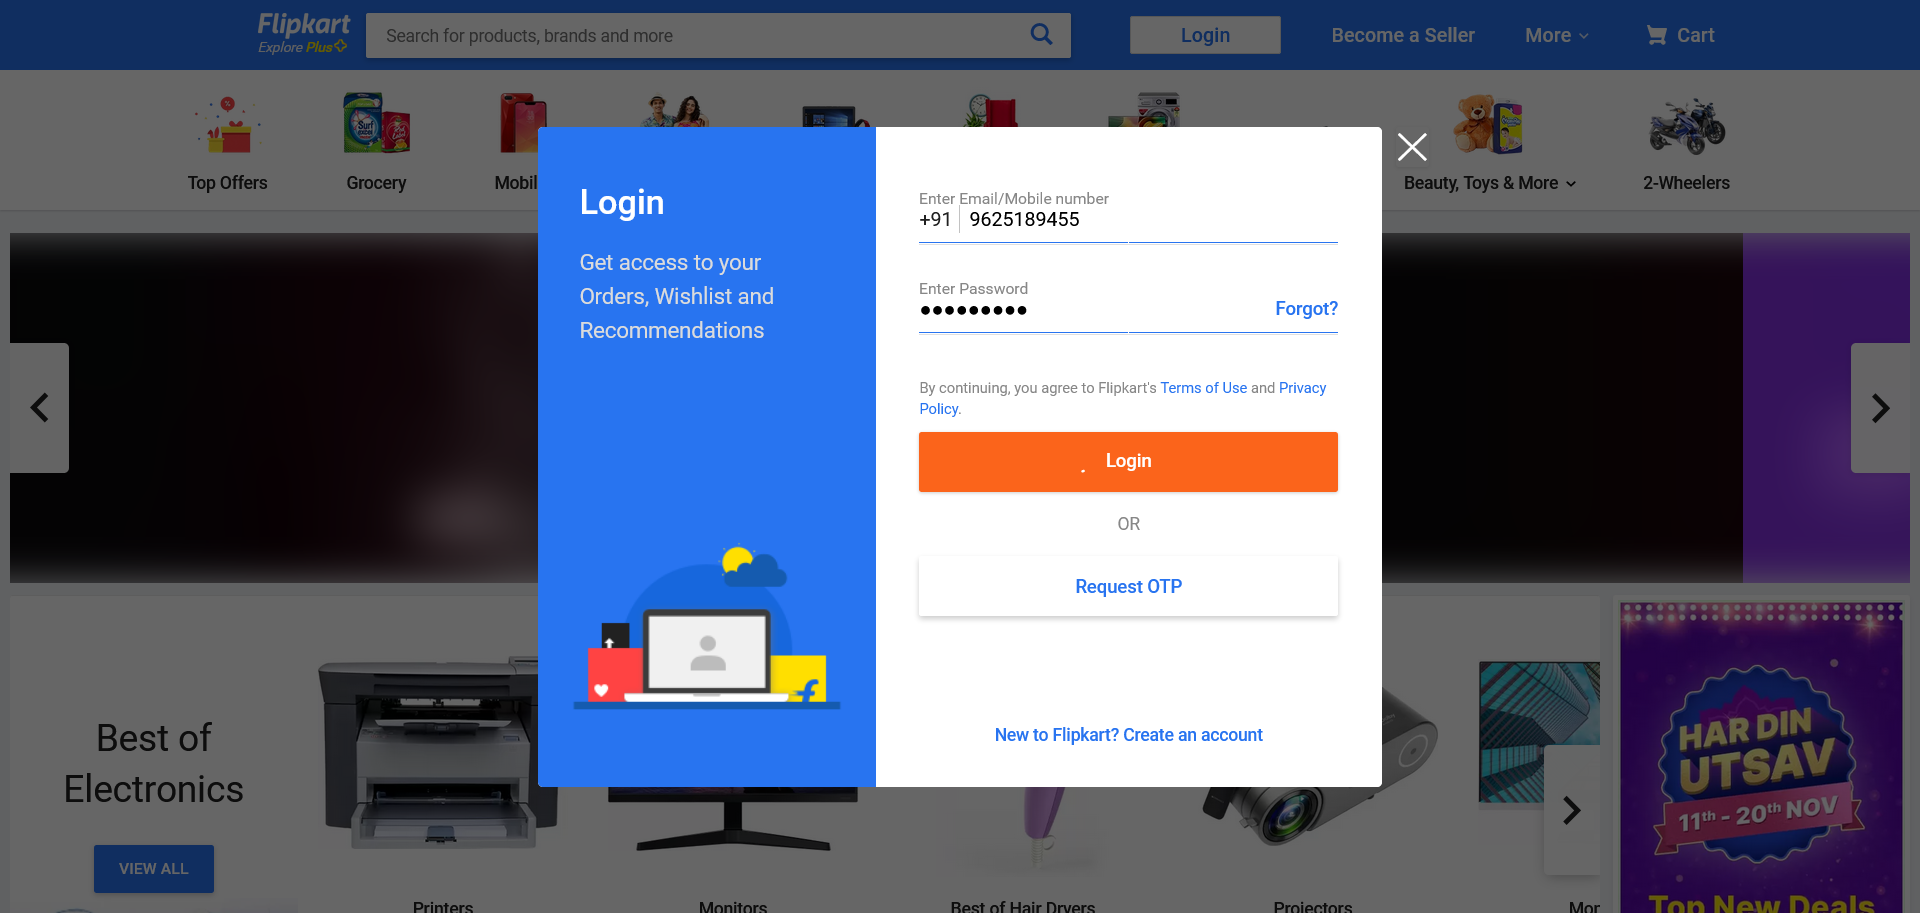 Flipkart
Explore Plus
Search for products, brands and more
Login
Become a Seller
More
Cart
Top Offers
Grocery
Mobil
Beauty, Toys & More
2-Wheelers
Surf
Login
Get access to your
Orders, Wishlist and
Recommendations
Enter Email/Mobile number
+91 9625189455
Enter Password
Forgot?
By continuing, you agree to Flipkart's Terms of Use and Privacy
Policy.
Login
OR
Request OTP
New to Flipkart? Create an account
Best of
Electronics
VIEW ALL
Printers
Monitors
Best of Hair Dryers
Projectors
Mor
HAR DIN
UTSAV
11th - 20th NOV
Top New Deals